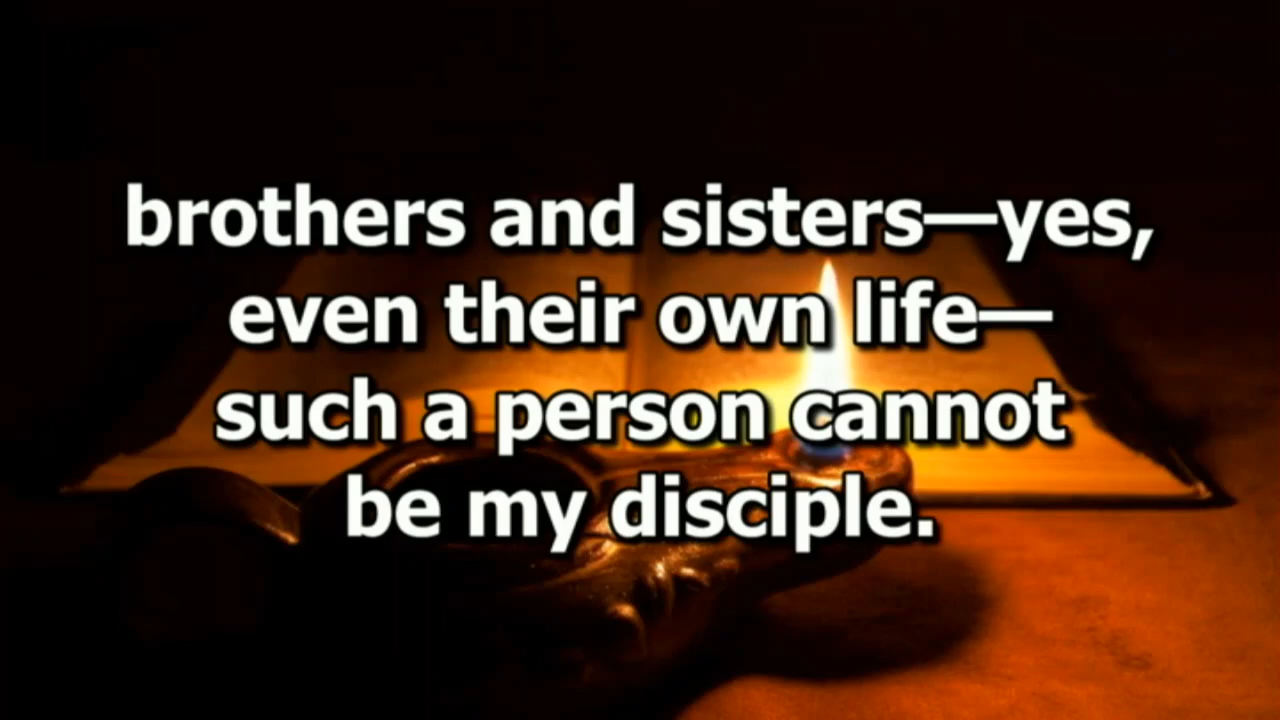 brothers and sisters—yes,
even their own life—
such a person cannot
be my disciple.